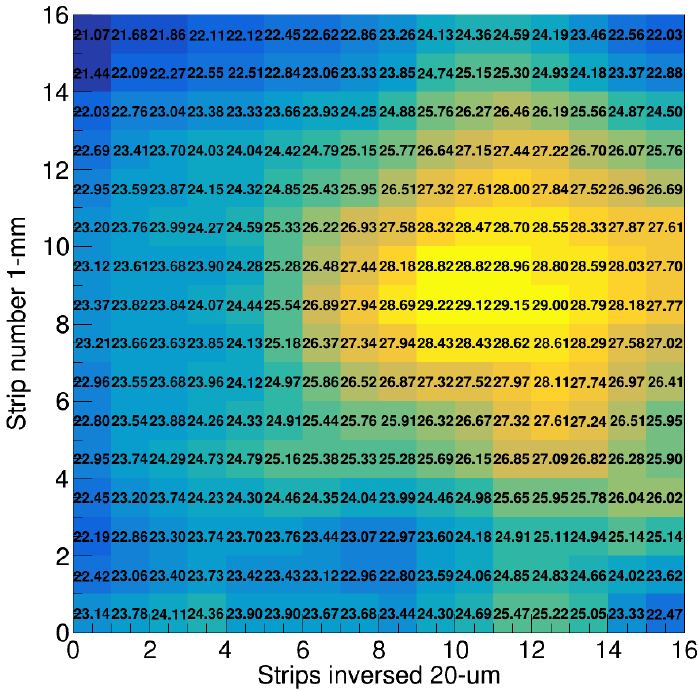 16
21.07 21.68 21.86 22.11 22.12 22.45 22.62 22.86 23.26 24.13 24.36 24.59 24.19 23.46 22.56 22.03
21.44 22.09 22.27 22.55 22.51 22.84 23.06 23.33 23.85 24.74 25.15 25.30 24.93 24.18 23.37 22.88
14
22.03 22.76 23.04 23.38 23.33 23.66 23.93 24.25 24.88 25.76 26.27 26.46 26.19 25.56 24.87 24.50
22.69 23.41 23.70 24.03 24.04 24.42 24.79 25.15 25.77 26.64 27.15 27.44 27.22 26.70 26.07 25.76
12
22.95 23.59 23.87 24.15 24.32 24.85 25.43 25.95 26.51 27.32 27.61 28.00 27.84 27.52 26.96 26.69
23.20 23.76 23.99 24.27 24.59 25.33 26.22 26.93 27.58 28.32 28.47 28.70 28.55 28.33 27.87 27.61
10
23.12 23.61 23.68 23.90 24.28 25.28 26.48 27.44 28.18 28.82 28.82 28.96 28.80 28.59 28.03 27.70
23.37 23.82 23.84 24.07 24.44 25.54 26.89 27.94 28.69 29.22 29.12 29.15 29.00 28.79 28.18 27.77
8
23.21 23.66 23.63 23.85 24.13 25.18 26.37 27.34 27.94 28.43 28.43 28.62 28.61 28.29 27.58 27.02
22.96 23.55 23.68 23.96 24.12 24.97 25.86 26.52 26.87 27.32 27.52 27.97 28.11 27.74 26.97 26.41
6
22.80 23.54 23.88 24.26 24.33 24.91 25.44 25.76 25.91 26.32 26.67 27.32 27.61 27.24 26.51 25.95
22.95 23.74 24.29 24.73 24.79 25.16 25.38 25.33 25.28 25.69 26.15 26.85 27.09 26.82 26.28 25.90
4
22.45 23.20 23.74 24.23 24.30 24.46 24.35 24.04 23.99 24.46 24.98 25.65 25.95 25.78 26.04 26.02
22.19 22.86 23.30 23.74 23.70 23.76 23.44 23.07 22.97 23.60 24.18 24.91 25.11 24.94 25.14 25.14
2
22.42 23.06 23.40 23.73 23.42 23.43 23.12 22.96 22.80 23.59 24.06 24.85 24.83 24.66 24.02 23.62
23.14 23.78 24.11 24.36 23.90 23.90 23.67 23.68 23.44 24.30 24.69 25.47 25.22 25.05 23.33 22.47
0
0 2 4 6 8 10 12 14 16
Strips inversed 20-um
Strip number 1-mm